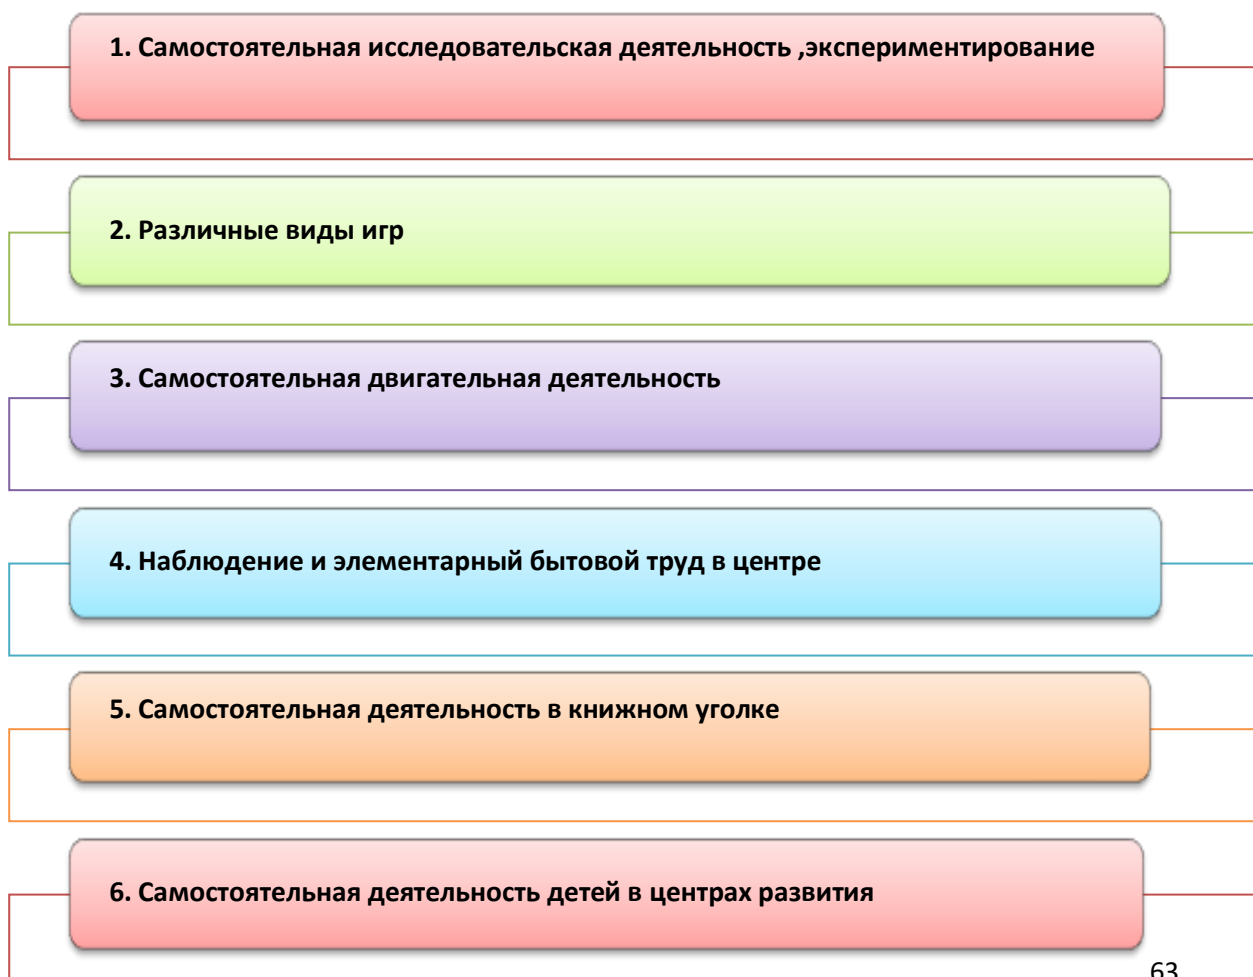 1. Самостоятельная исследовательская деятельность ,экспериментирование
2. Различные виды игр
3. Самостоятельная двигательная деятельность
4. Наблюдение и элементарный бытовой труд в центре
5. Самостоятельная деятельность в книжном уголке
6. Самостоятельная деятельность детей в центрах развития
63